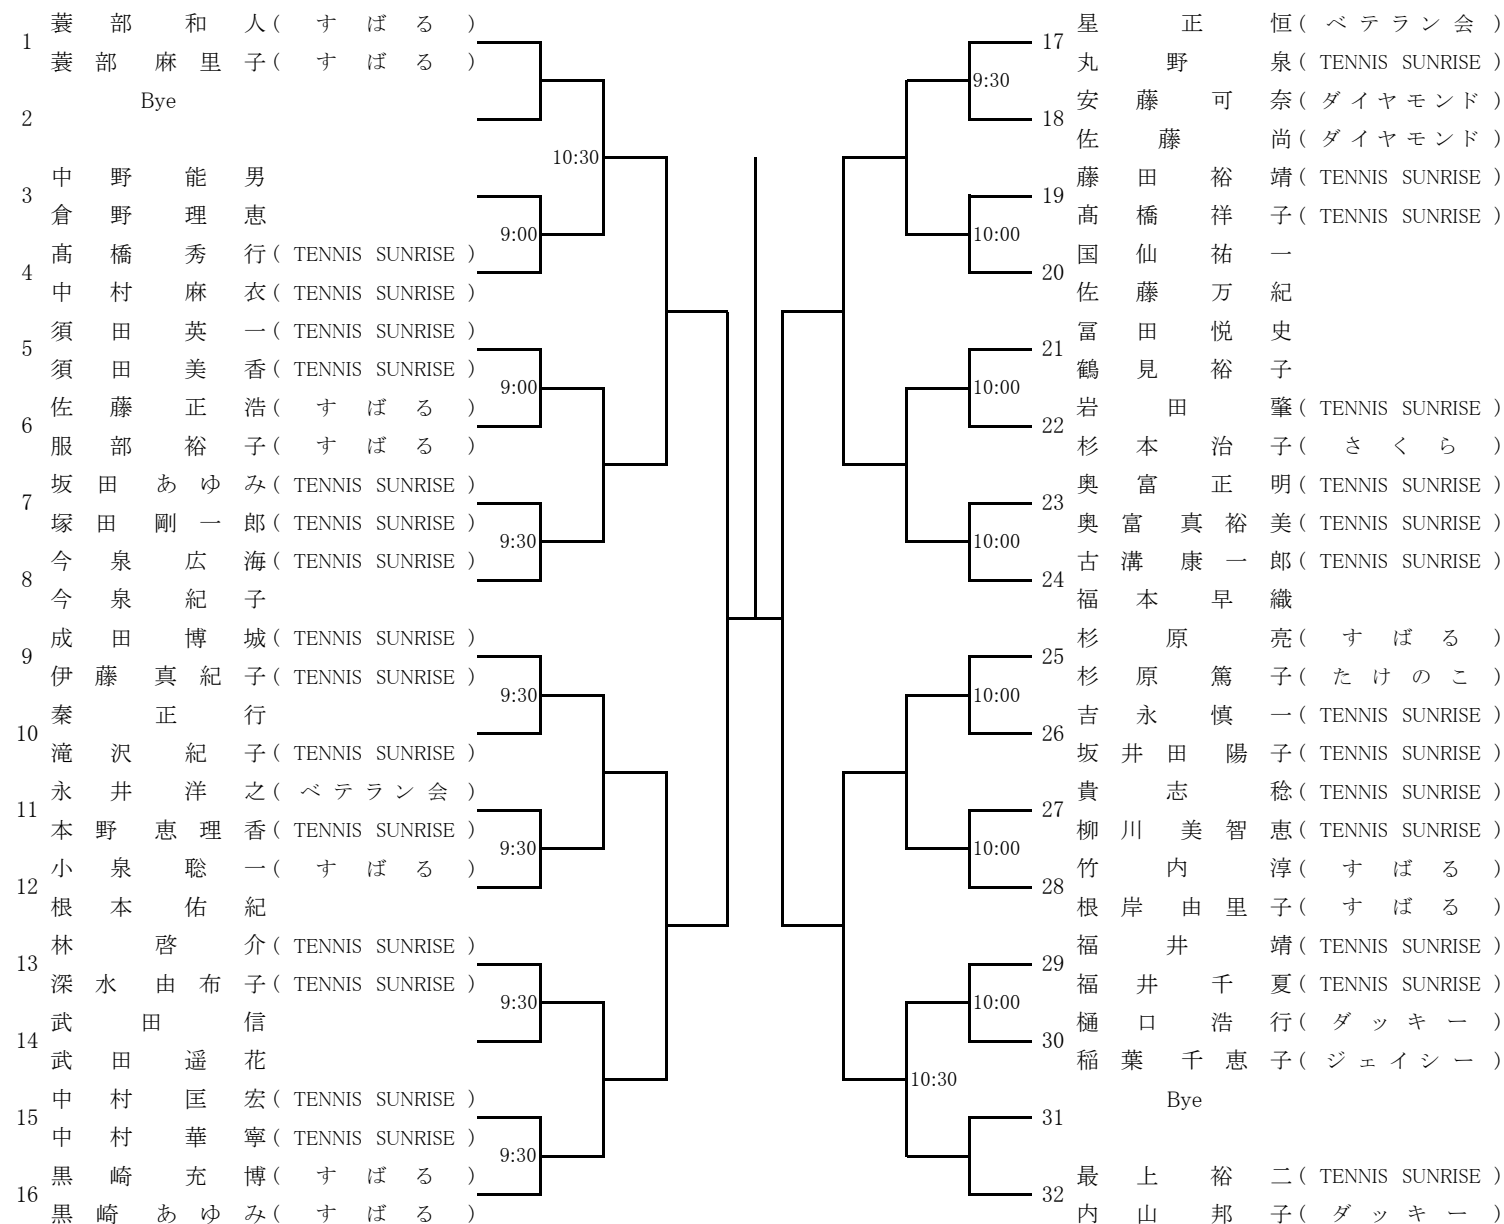 1
蓑部和人(すばる)
蓑部麻里子(すばる)
2
Bye
10:30
3
中野能男
倉野理恵
9:00
4
髙橋秀行(TENNIS SUNRISE)
中村麻衣(TENNIS SUNRISE)
5
須田英一(TENNIS SUNRISE)
須田美香(TENNIS SUNRISE)
9:00
6
佐藤正浩(すばる)
服部裕子(すばる)
7
坂田あゆみ(TENNIS SUNRISE)
塚田剛一郎(TENNIS SUNRISE)
9:30
8
今泉広海(TENNIS SUNRISE)
今泉紀子
9
成田博城(TENNIS SUNRISE)
伊藤真紀子(TENNIS SUNRISE)
9:30
10
秦正行
滝沢紀子(TENNIS SUNRISE)
11
永井洋之(ベテラン会)
本野恵理香(TENNIS SUNRISE)
9:30
12
小泉聡一(すばる)
根本佑紀
13
林啓介(TENNIS SUNRISE)
深水由布子(TENNIS SUNRISE)
9:30
14
武田信
武田遥花
15
中村匡宏(TENNIS SUNRISE)
中村華寧(TENNIS SUNRISE)
9:30
16
黒崎充博(すばる)
黒崎あゆみ(すばる)
17
星正恒(ベテラン会)
丸野泉(TENNIS SUNRISE)
9:30
18
安藤可奈(ダイヤモンド)
佐藤尚(ダイヤモンド)
19
藤田裕靖(TENNIS SUNRISE)
髙橋祥子(TENNIS SUNRISE)
10:00
20
国仙祐一
佐藤万紀
21
冨田悦史
鶴見裕子
10:00
22
岩田肇(TENNIS SUNRISE)
杉本治子(さくら)
23
奥富正明(TENNIS SUNRISE)
奥富真裕美(TENNIS SUNRISE)
10:00
24
古溝康一郎(TENNIS SUNRISE)
福本早織
25
杉原亮(すばる)
杉原篤子(たけのこ)
10:00
26
吉永慎一(TENNIS SUNRISE)
坂井田陽子(TENNIS SUNRISE)
27
貴志稔(TENNIS SUNRISE)
柳川美智恵(TENNIS SUNRISE)
10:00
28
竹内淳(すばる)
根岸由里子(すばる)
29
福井靖(TENNIS SUNRISE)
福井千夏(TENNIS SUNRISE)
10:00
30
樋口浩行(ダッキー)
稲葉千恵子(ジェイシー)
10:30
31
Bye
32
最上裕二(TENNIS SUNRISE)
内山邦子(ダッキー)